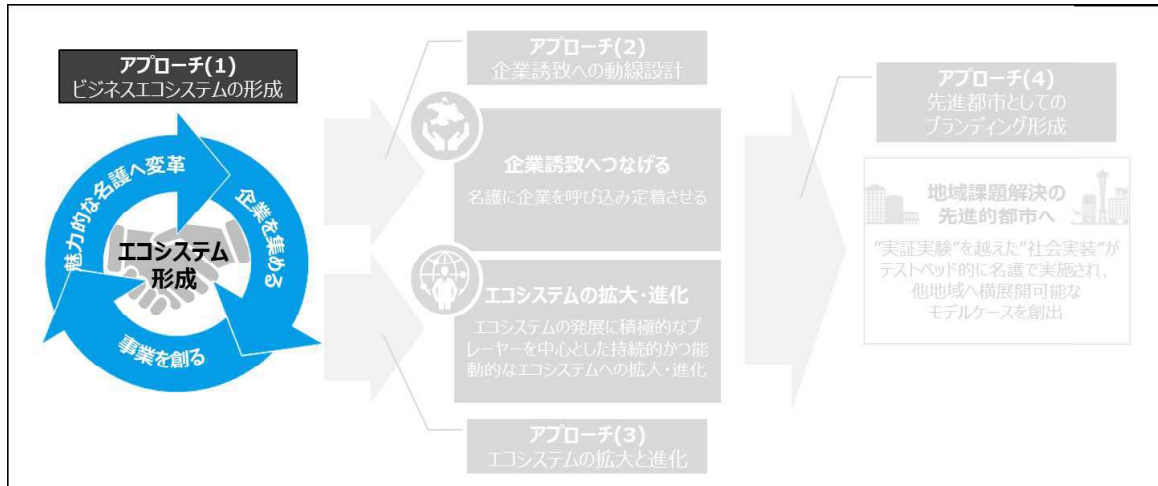 アプローチ(1)
ビジネスエコシステムの形成
魅力的な名護へ変革
企業を集める
事業を創る
エコシステム
形成
アプローチ(2)
企業誘致への動線設計
企業誘致へつなげる
名護に企業を呼び込み定着させる
エコシステムの拡大・進化
エコシステムの発展に積極的なプ
レーヤーを中心とした持続的かつ能
動的なエコシステムへの拡大・進化
アプローチ(3)
エコシステムの拡大と進化
アプローチ(4)
先進都市としての
ブランディング形成
地域課題解決の
先進的都市へ
"実証実験"を越えた"社会実装"が
テストベッド的に名護で実施され、
他地域へ横展開可能な
モデルケースを創出